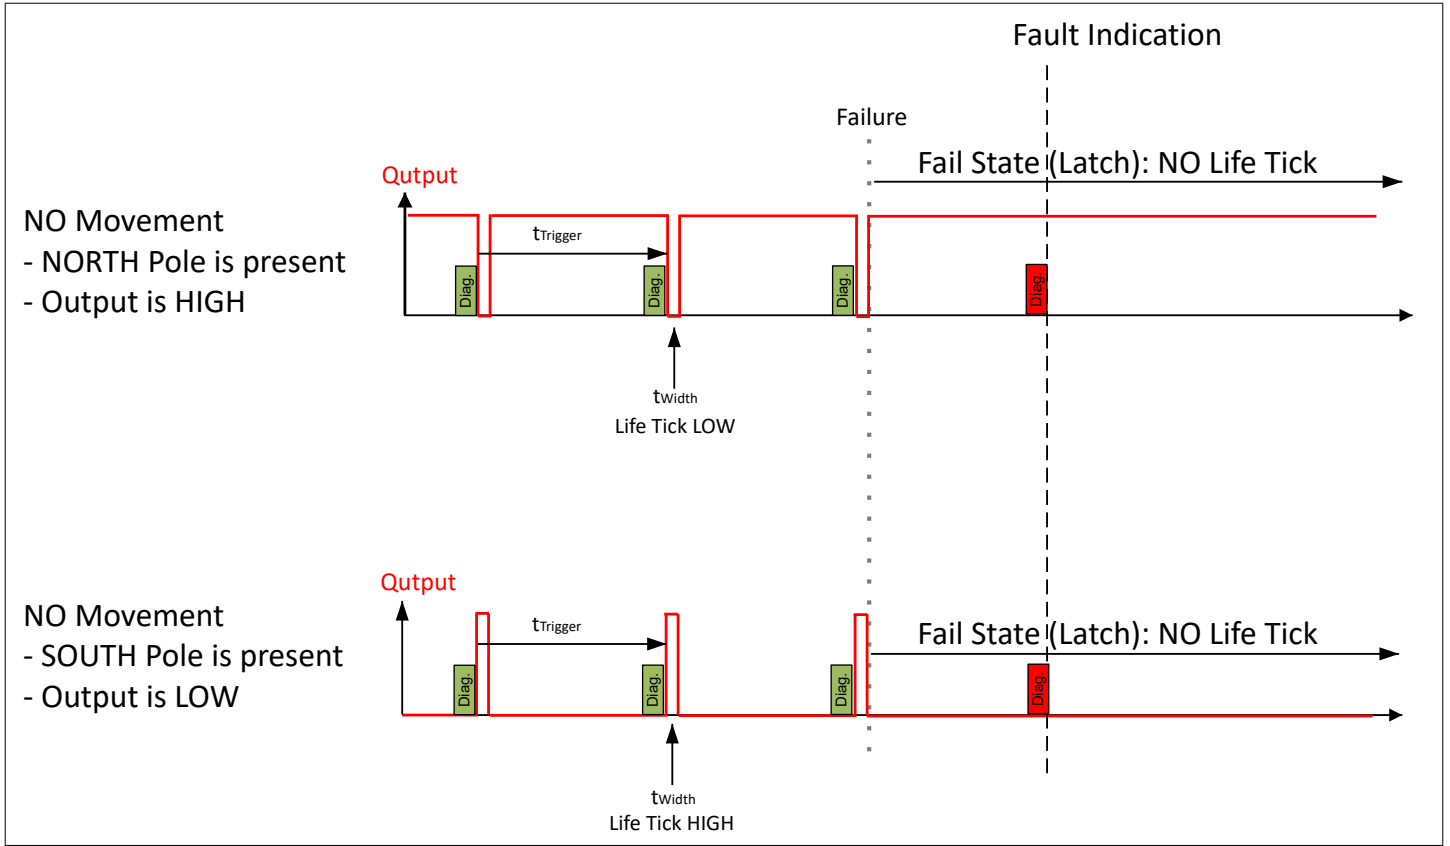 Fault Indication
Failure
Fail State (Latch): NO Life Tick
Qutput
NO Movement
- NORTH Pole is present
- Output is HIGH
tTrigger
Diag.
Diag.
Diag.
Diag.
tWidth
Life Tick LOW
Qutput
NO Movement
- SOUTH Pole is present
- Output is LOW
tTrigger
Fail State (Latch): NO Life Tick
Diag.
Diag.
Diag.
Diag.
tWidth
Life Tick HIGH